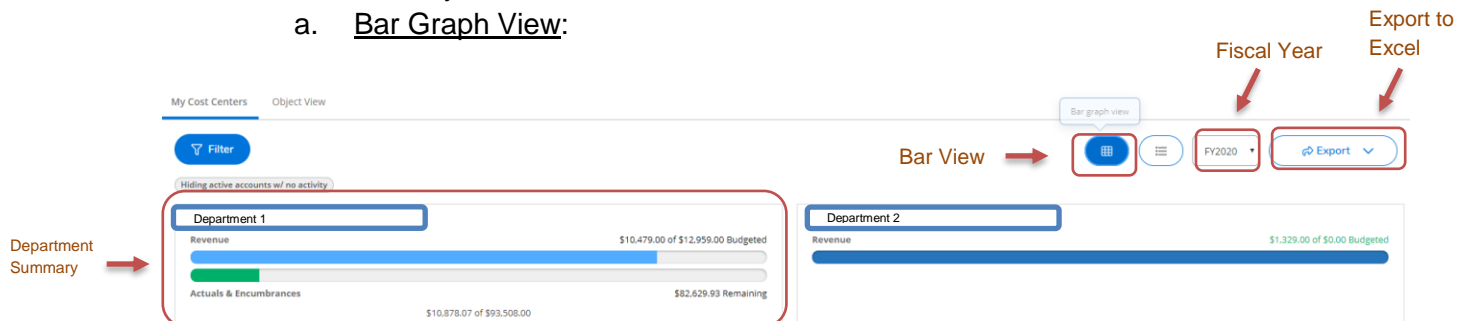 a. Bar Graph View:
Export to
Excel
Fiscal Year
My Cost Centers Object View
Bar graph view
Filter
Bar View
FY2020
Export
Hiding active accounts w/ no activity
Department 1
Department 2
Department
Summary
Revenue $10,479.00 of $12,959.00 Budgeted
Revenue $1,329.00 of $0.00 Budgeted
Actuals & Encumbrances $82,629.93 Remaining
$10,878.07 of $93,508.00